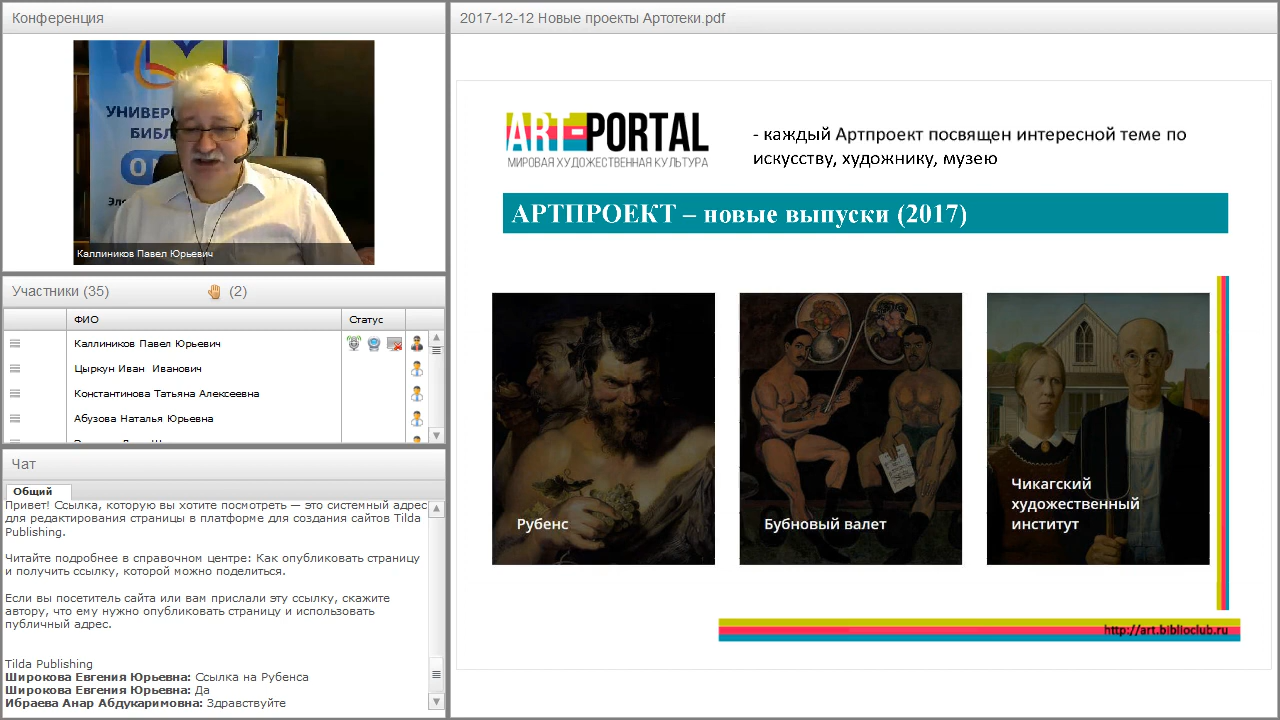 Конференция
УНИВЕР
Я
БИБЛ
О
Эле
Каллиников Павел Юрьевич
Участники (35)
(2)
ФИО
Статус
Каллиников Павел Юрьевич
Цыркун Иван Иванович
Константинова Татьяна Алексеевна
Абузова Наталья Юрьевна
Чат
Общий
Привет! Ссылка, которую вы хотите посмотреть — это системный адрес
для редактирования страницы в платформе для создания сайтов Tilda
Publishing.
Читайте подробнее в справочном центре: Как опубликовать страницу
и получить ссылку, которой можно поделиться.
Если вы посетитель сайта или вам прислали эту ссылку, скажите
автору, что ему нужно опубликовать страницу и использовать
публичный адрес.
Tilda Publishing
Широкова Евгения Юрьевна: Ссылка на Рубенса
Широкова Евгения Юрьевна: Да
Ибраева Анар Абдукаримовна: Здравствуйте
2017-12-12 Новые проекты Артотеки.pdf
ART-PORTAL
МИРОВАЯ ХУДОЖЕСТВЕННАЯ КУЛЬТУРА
- каждый Артпроект посвящен интересной теме по
искусству, художнику, музею
АРТПРОЕКТ – новые выпуски (2017)
Рубенс
Бубновый валет
Чикагский
художественный
институт
http://art.biblioclub.ru